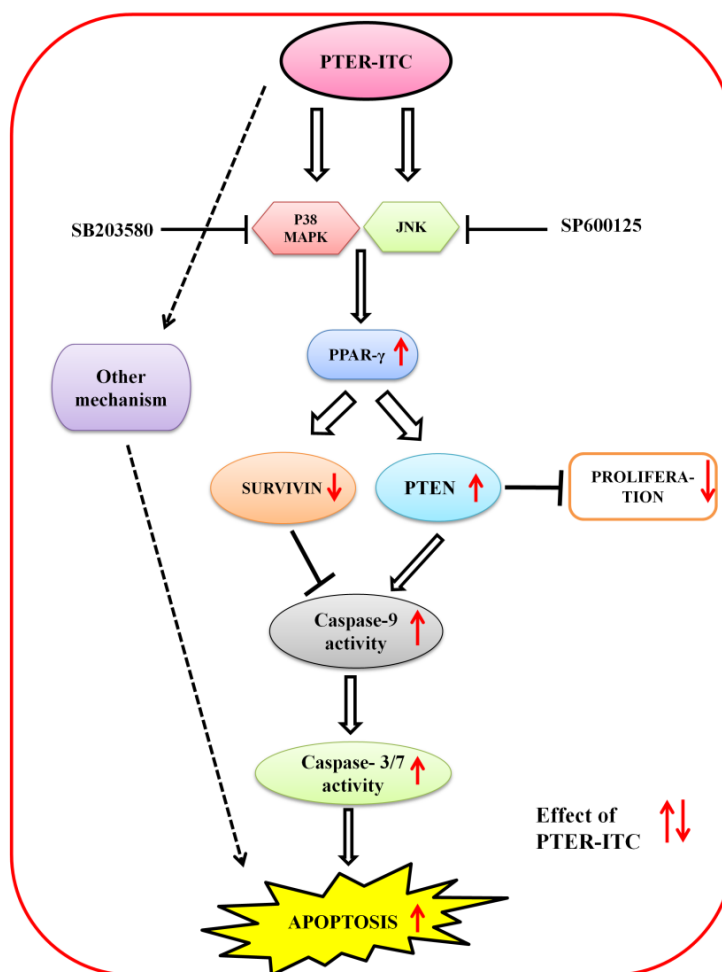 PTER-ITC
P38
MAPK
JNK
SB203580
SP600125
PPAR-γ
Other
mechanism
SURVIVIN
PTEN
PROLIFERA-
TION
Caspase-9
activity
Caspase- 3/7
activity
Effect of
PTER-ITC
APOPTOSIS